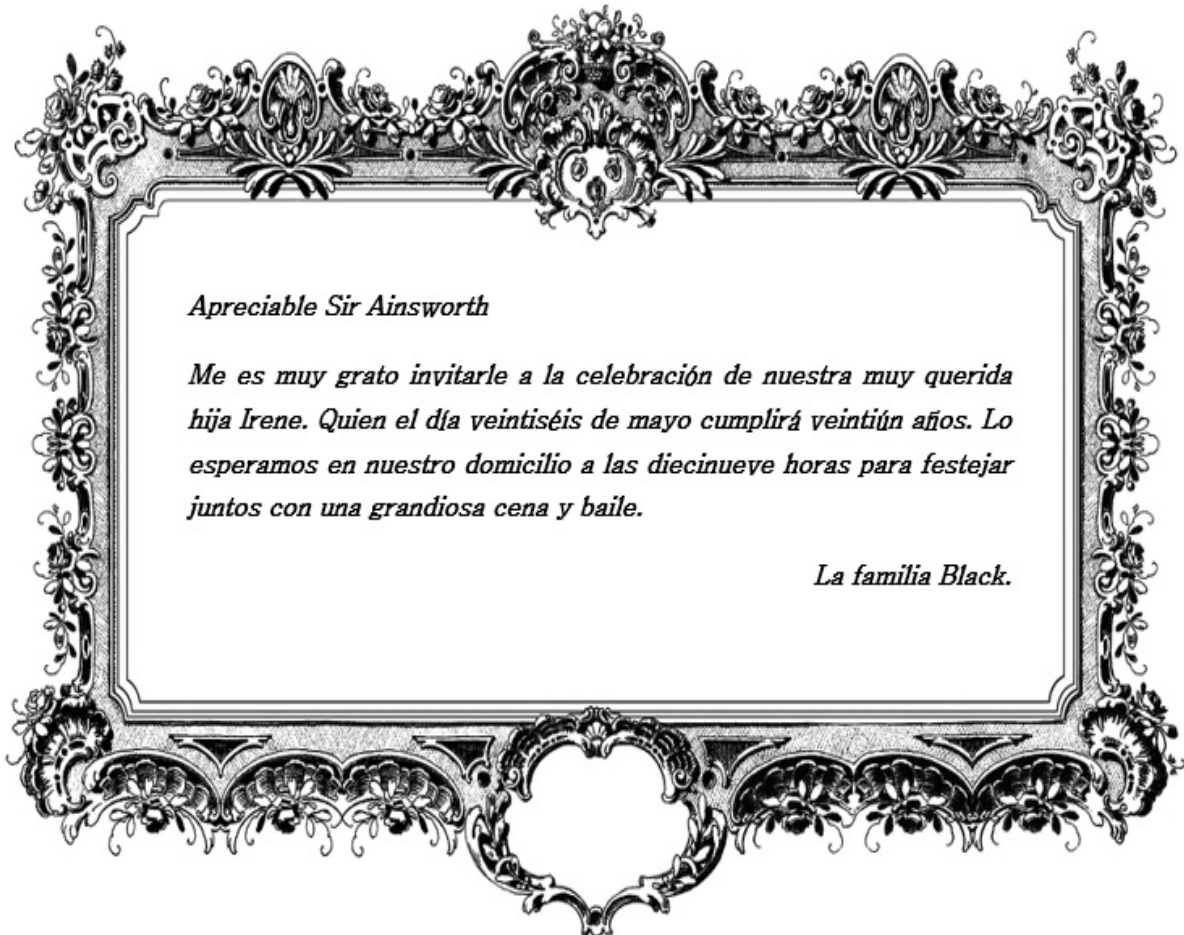 Apreciable Sir Ainsworth
Me es muy grato invitarle a la celebración de nuestra muy querida
hija Irene. Quien el día veintiséis de mayo cumplirá veintiún años. Lo
esperamos en nuestro domicilio a las diecinueve horas para festejar
juntos con una grandiosa cena y baile.
La familia Black.